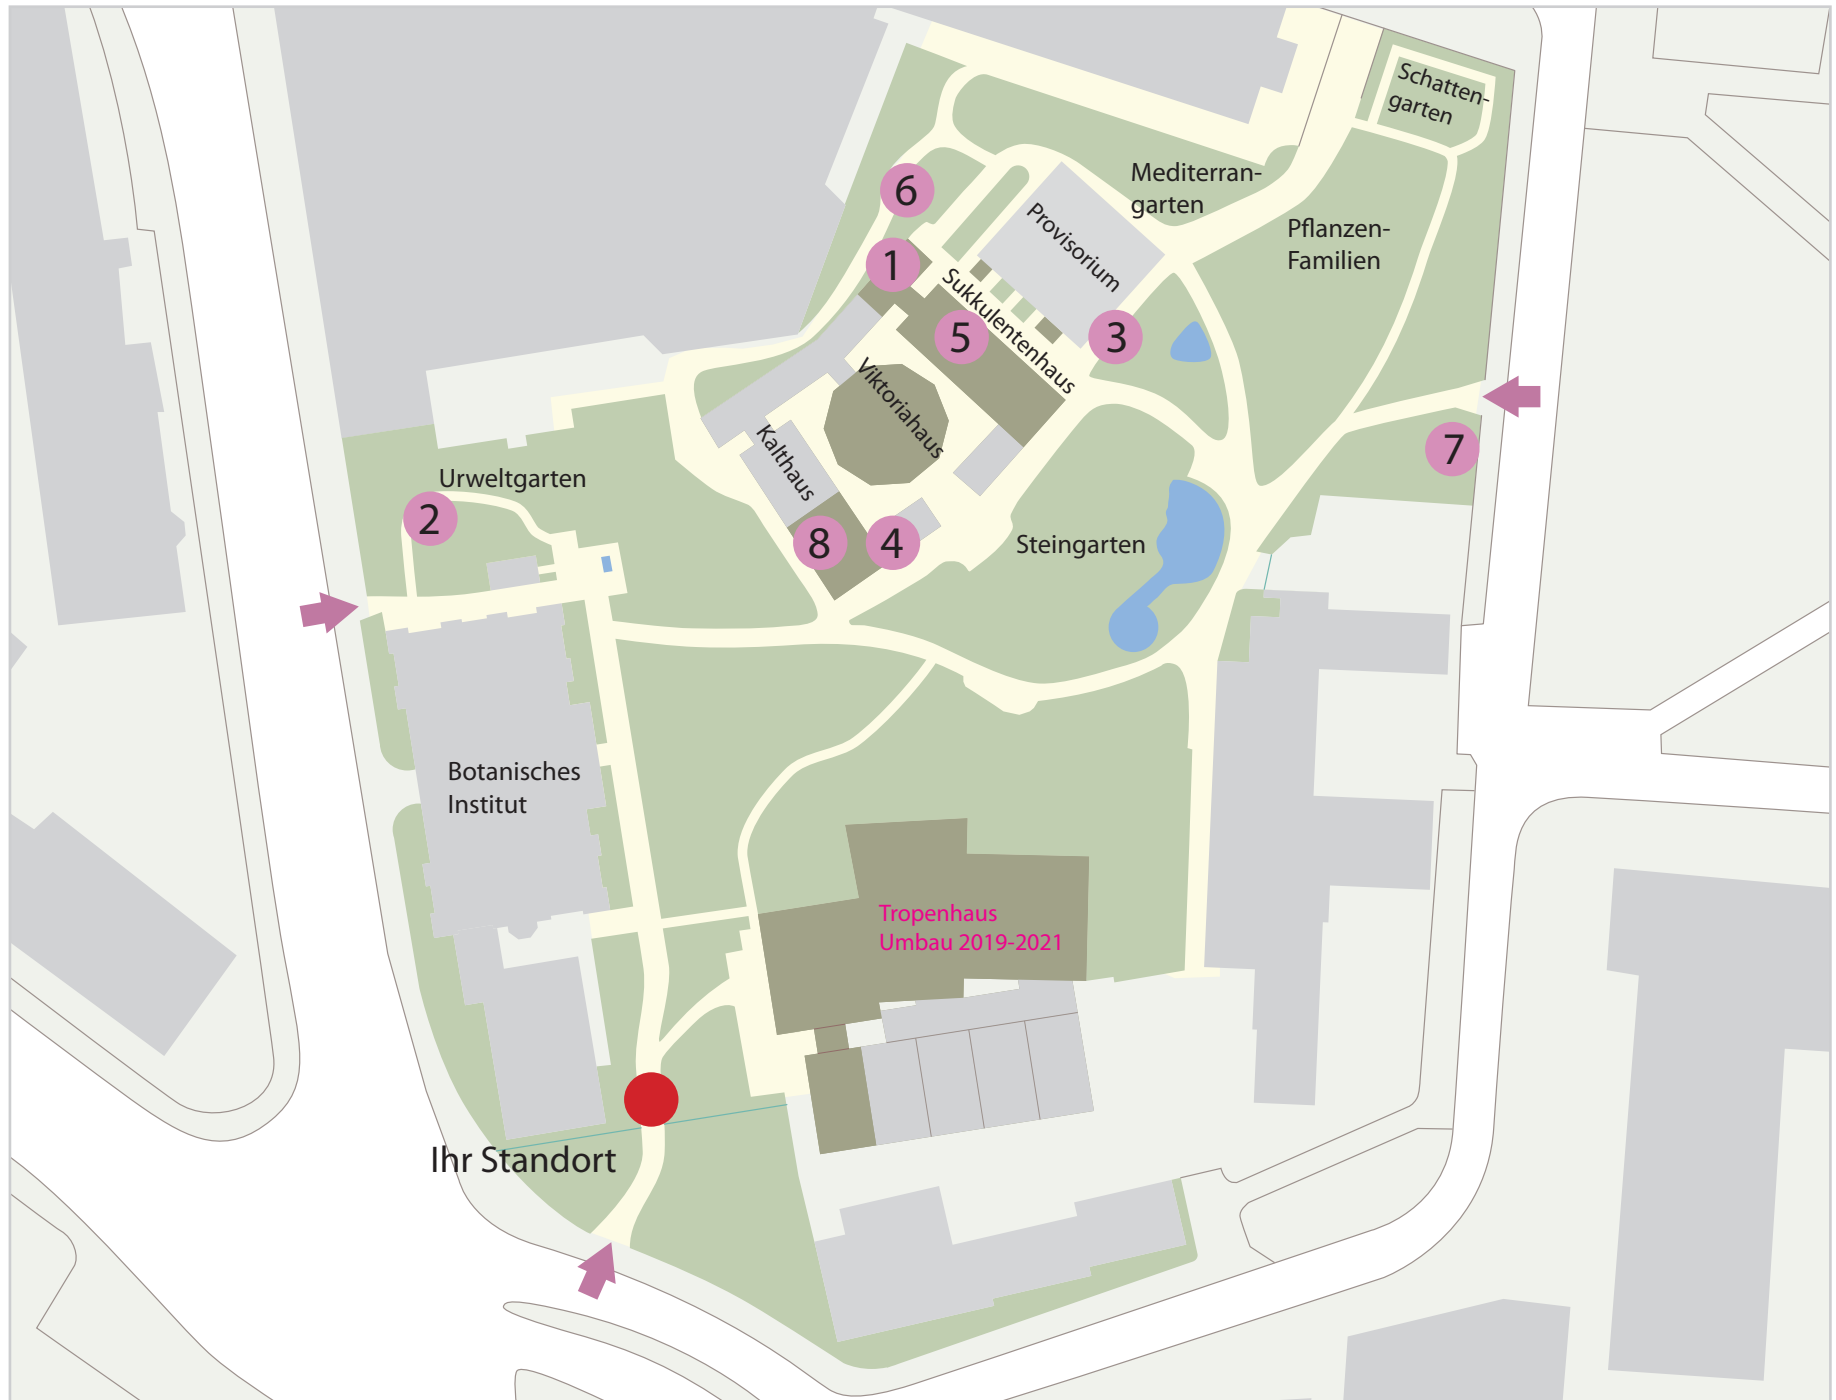 Schatten-
garten
Mediterran-
garten
6
Provisorium
Pflanzen-
Familien
1
Sukkulentenhaus
5
3
Viktoriahaus
7
Kalthaus
Urweltgarten
2
8
4
Steingarten
Botanisches
Institut
Tropenhaus
Umbau 2019-2021
Ihr Standort